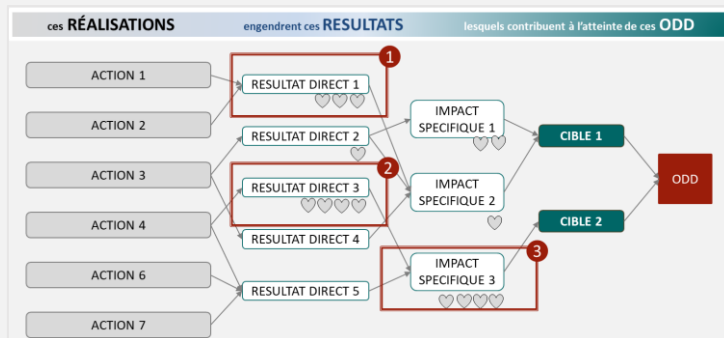 ces RÉALISATIONS
engendrent ces RESULTATS
lesquels contribuent à l'atteinte de ces ODD
ACTION 1
ACTION 2
ACTION 3
ACTION 4
ACTION 6
ACTION 7
1
RESULTAT DIRECT 1
RESULTAT DIRECT 2
2
RESULTAT DIRECT 3
RESULTAT DIRECT 4
RESULTAT DIRECT 5
IMPACT
SPECIFIQUE 1
IMPACT
SPECIFIQUE 2
3
IMPACT
SPECIFIQUE 3
CIBLE 1
CIBLE 2
ODD